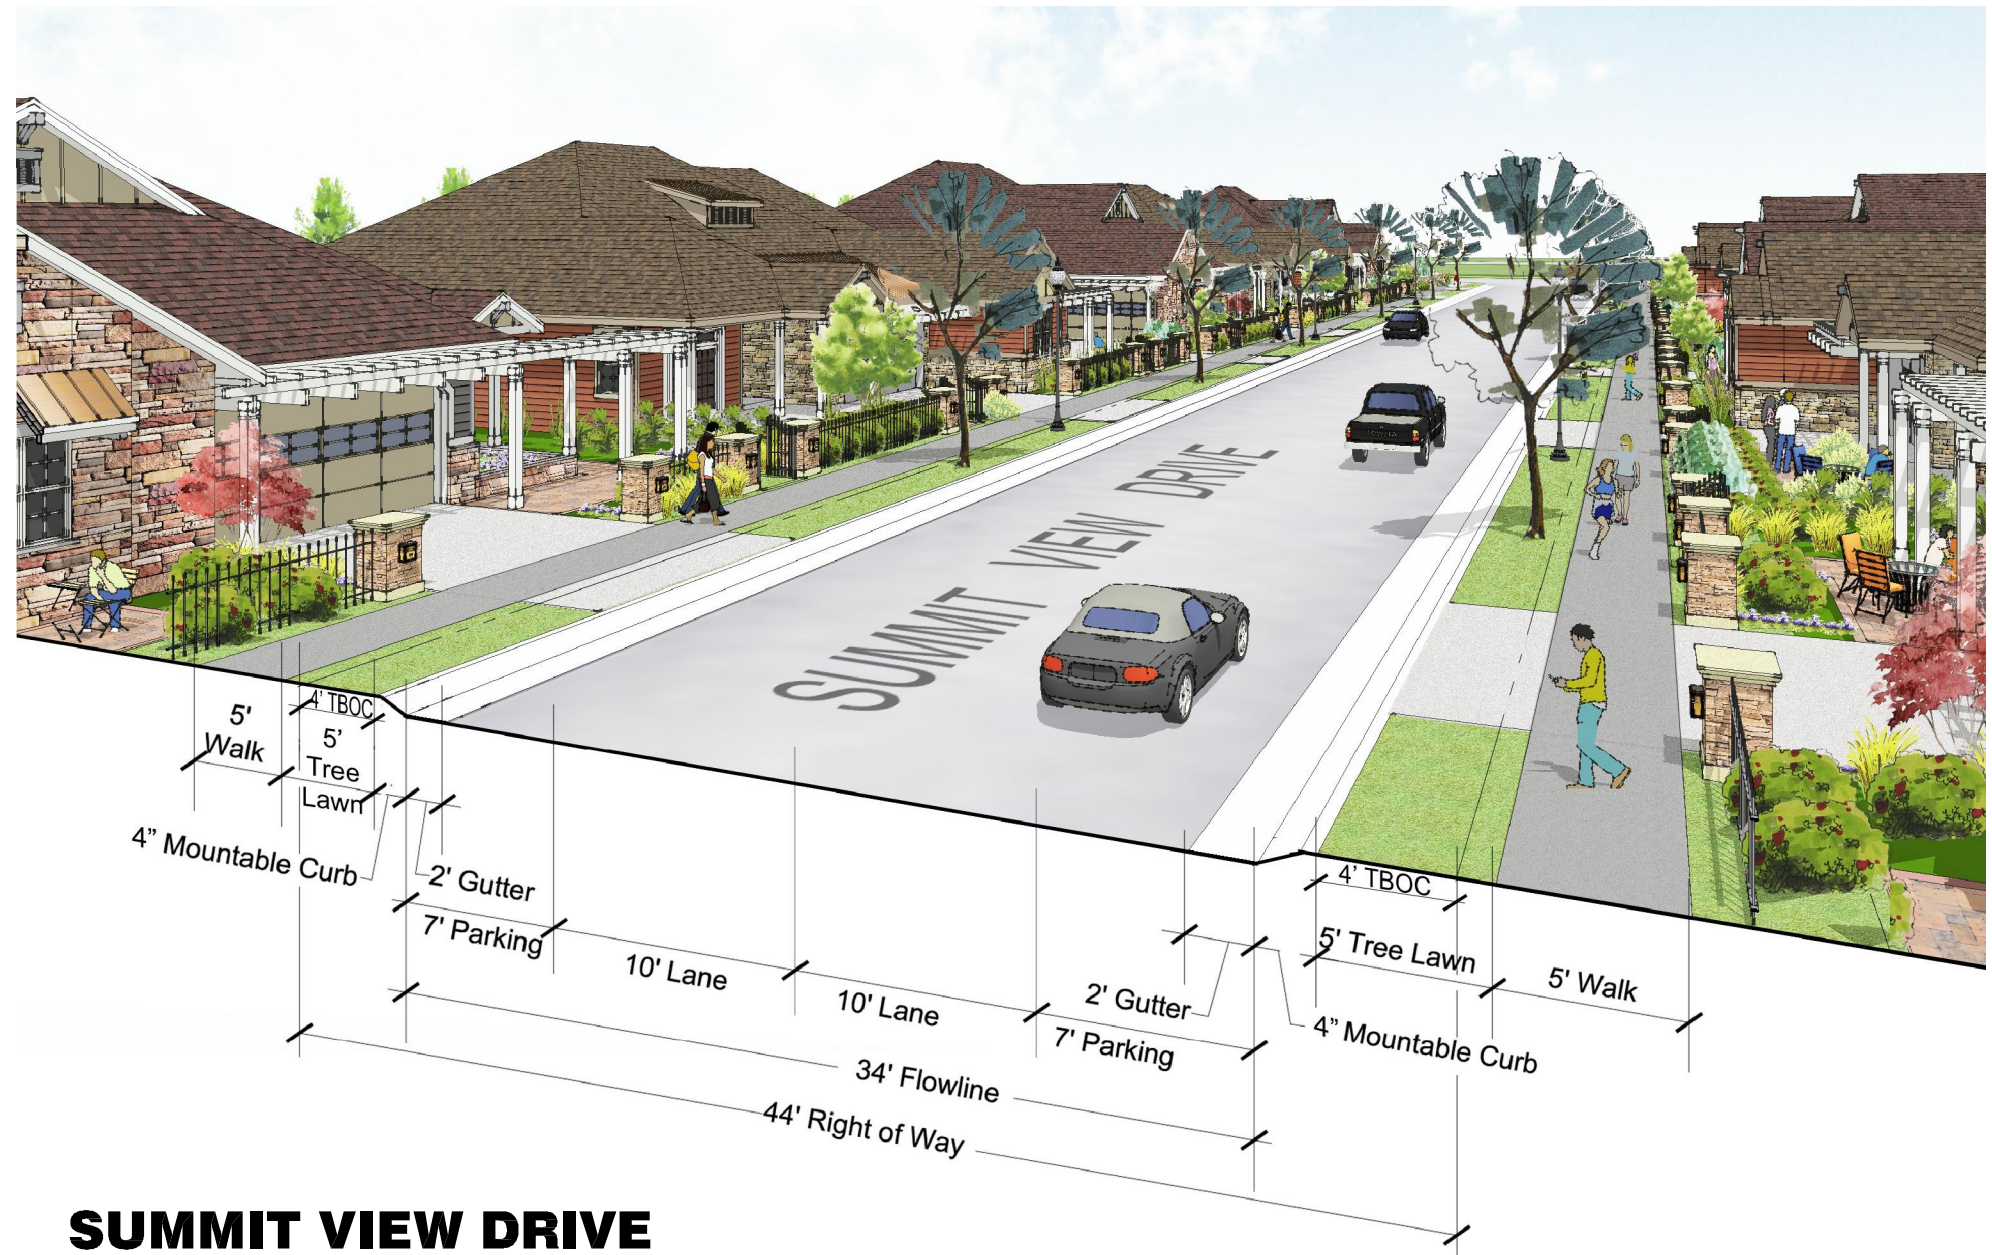 SUMMIT VIEW DRIVE
TOYOTA
4' TBOC
5'
Walk
5'
Tree
Lawn
4" Mountable Curb
2' Gutter
7' Parking
10' Lane
10' Lane
2' Gutter
7' Parking
4' TBOC
5' Tree Lawn
5' Walk
4" Mountable Curb
34' Flowline
44' Right of Way
SUMMIT VIEW DRIVE